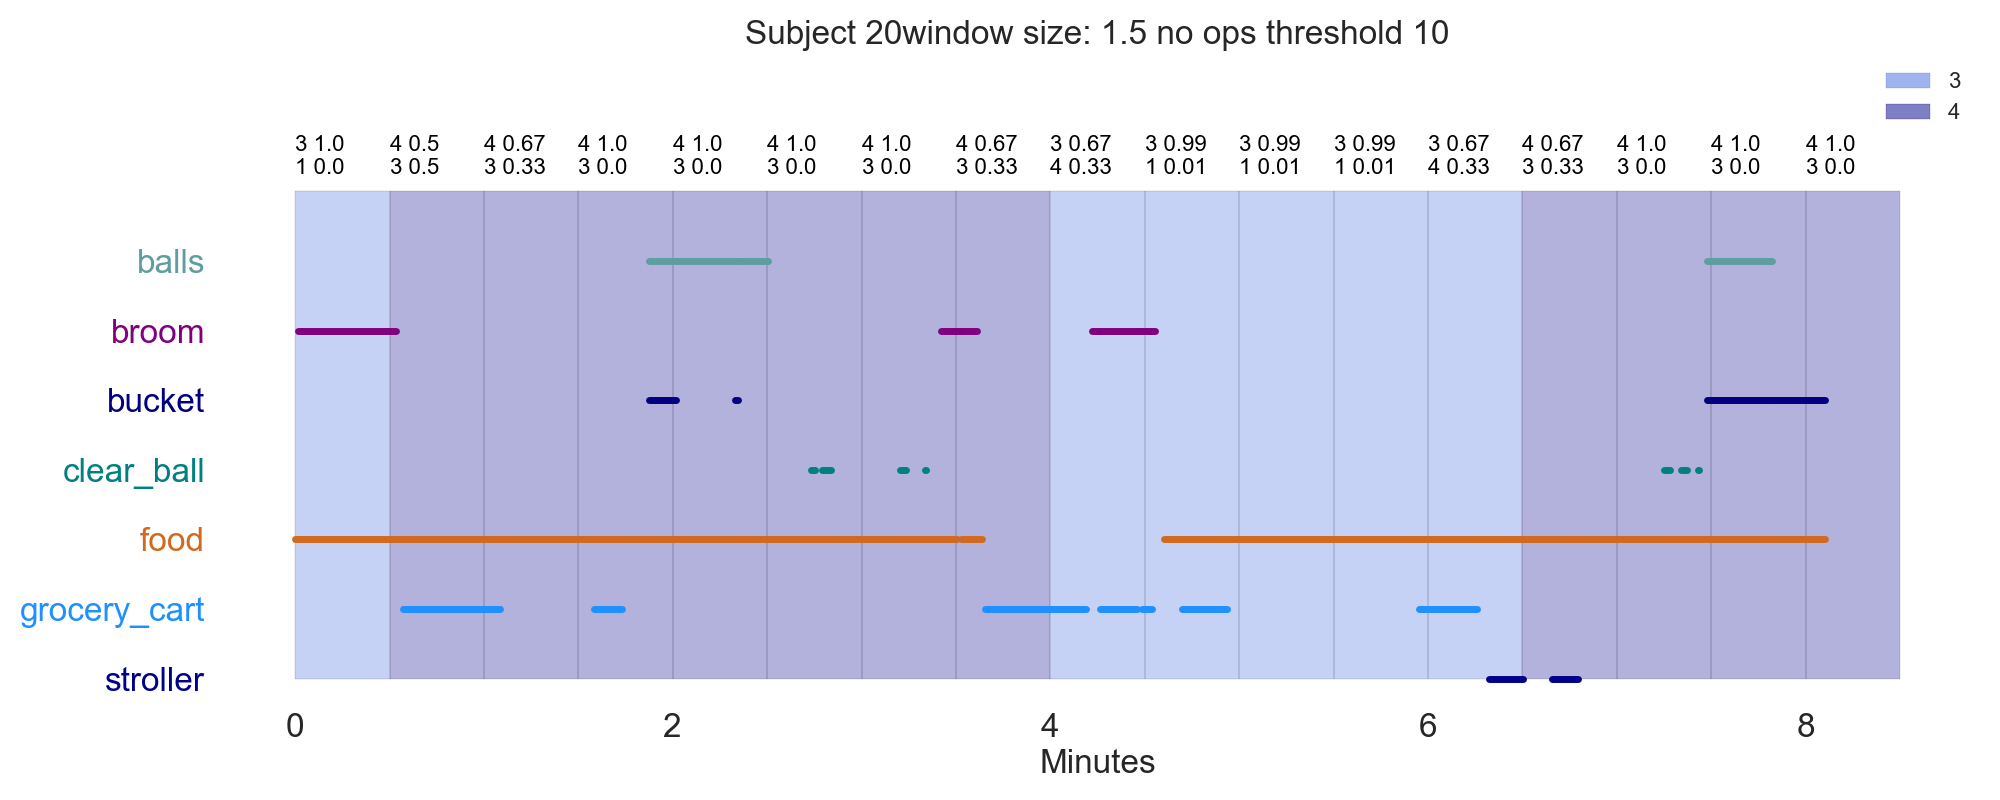 Subject 20window size: 1.5 no ops threshold 10
3
4
3 1.0 4 0.5 4 0.67 4 1.0 4 1.0 4 1.0 4 1.0 4 0.67 3 0.67 3 0.99 3 0.99 3 0.99 3 0.67 4 0.67 4 1.0 4 1.0 4 1.0
1 0.0 3 0.5 3 0.33 3 0.0 3 0.0 3 0.0 3 0.0 3 0.33 4 0.33 1 0.01 1 0.01 1 0.01 4 0.33 3 0.33 3 0.0 3 0.0 3 0.0
balls
broom
bucket
clear_ball
food
grocery_cart
stroller
0 2 4 6 8
Minutes